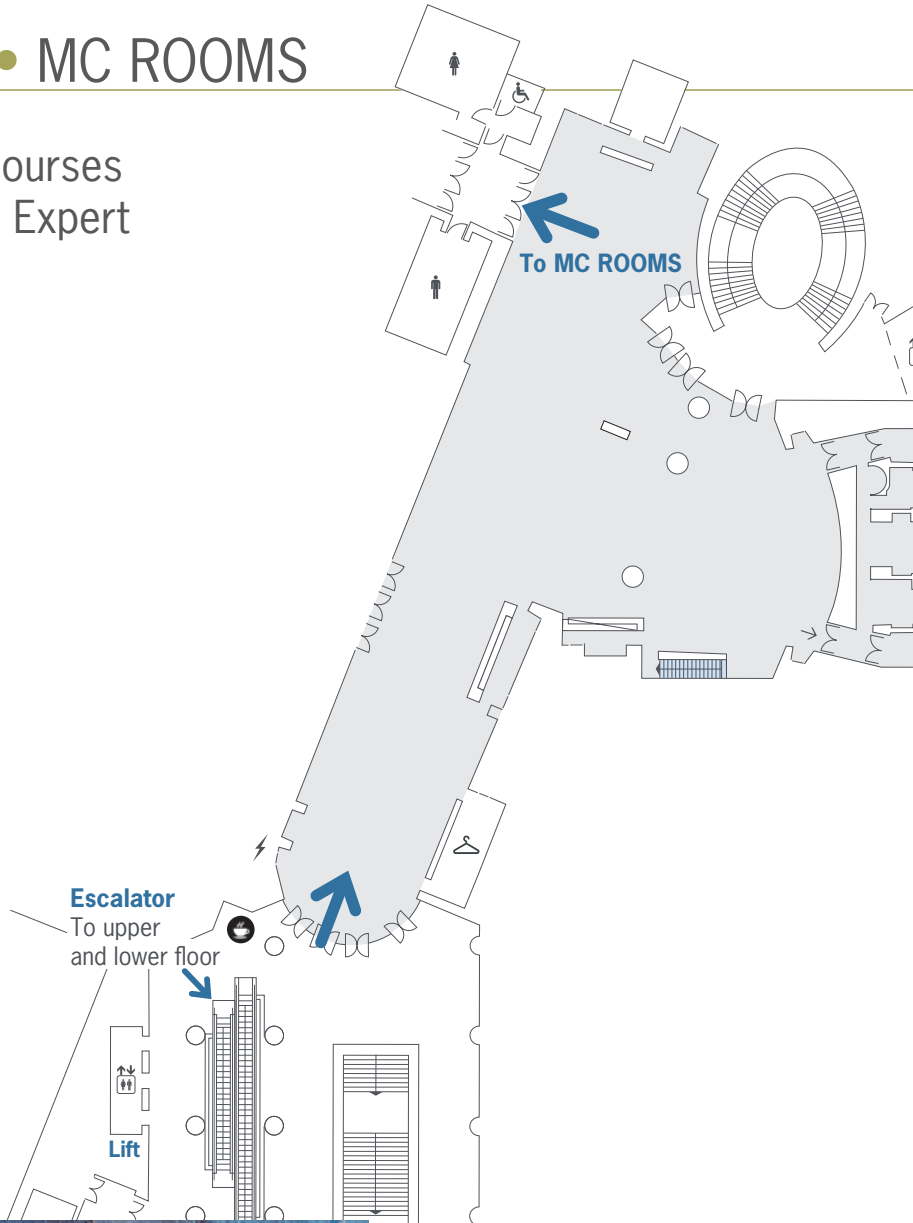 • MC ROOMS
ourses
Expert
To MC ROOMS
Escalator
To upper
and lower floor
Lift